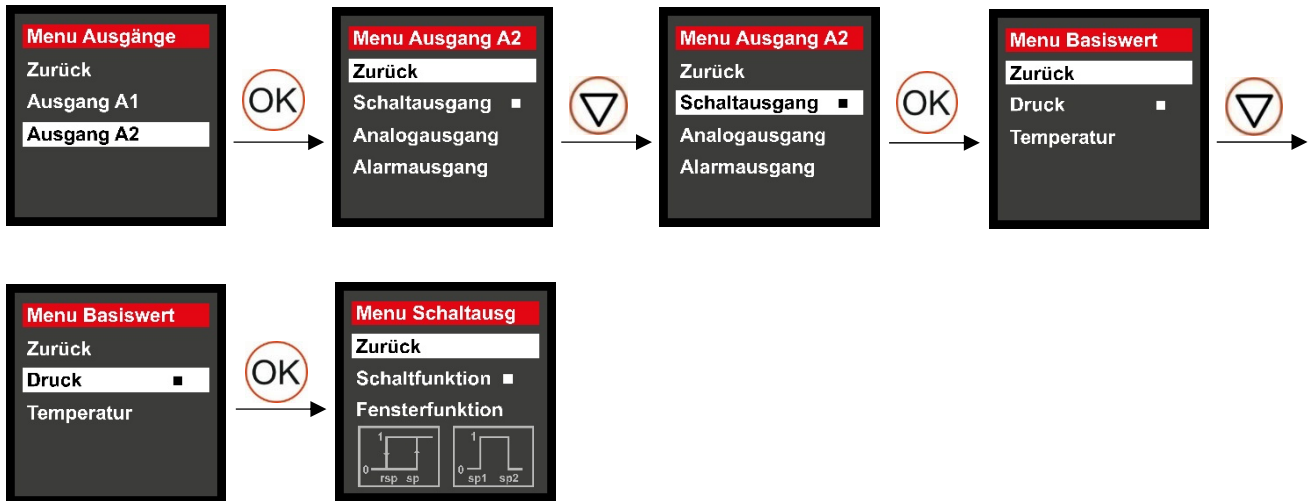 Menu Ausgänge
Zurück
Ausgang A1
Ausgang A2
OK
Menu Ausgang A2
Zurück
Schaltausgang
Analogausgang
Alarmausgang
Menu Ausgang A2
Zurück
Schaltausgang
Analogausgang
Alarmausgang
OK
Menu Basiswert
Zurück
Druck
Temperatur
Menu Basiswert
Zurück
Druck
Temperatur
OK
Menu Schaltausg
Zurück
Schaltfunktion
Fensterfunktion
1
0
rsp sp
1
0
sp1 sp2